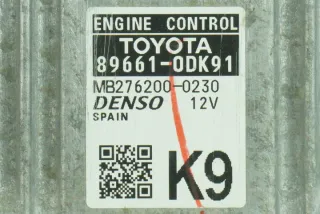 ENGINE CONTROL
TOYOTA
89661-0DK91
MB276200-0230
DENSO 12V
SPAIN
K9